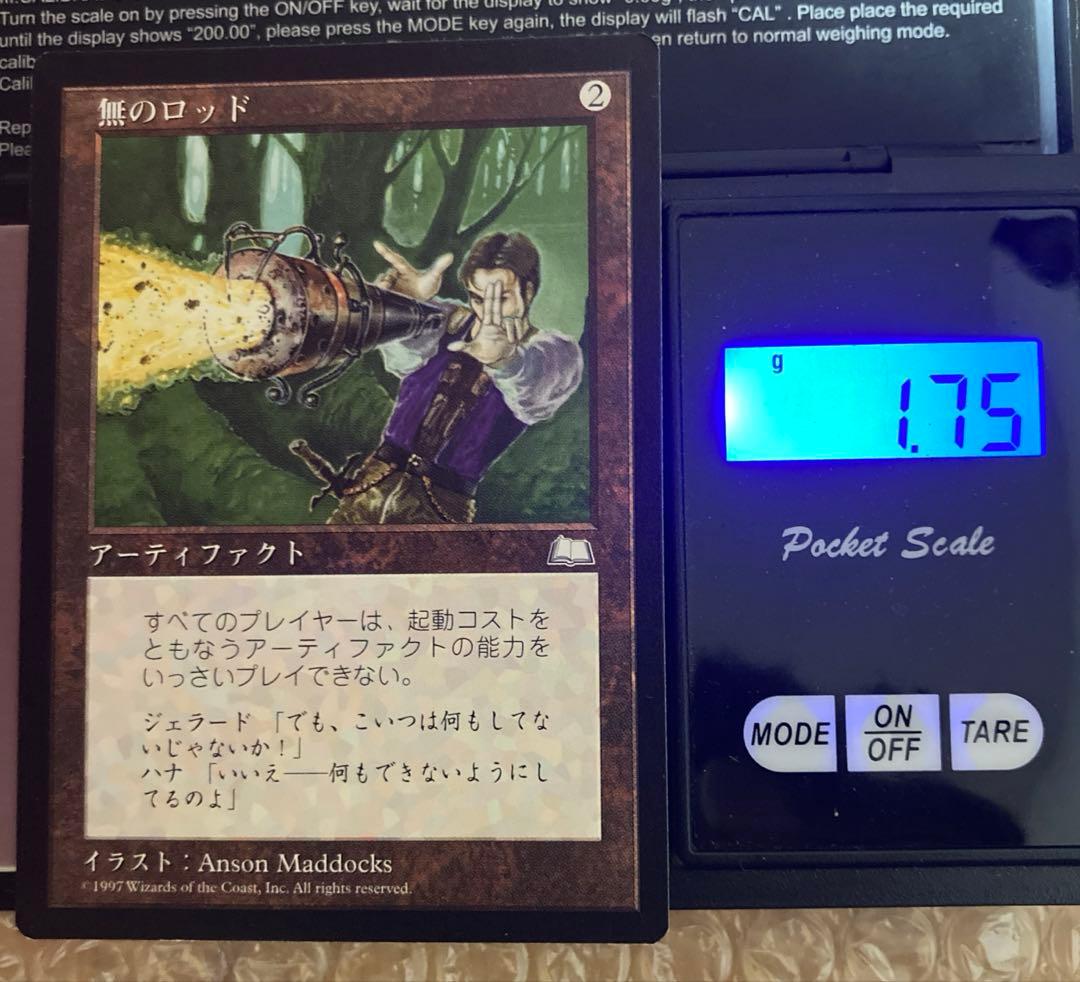 Turn the scale on by pressing the ON/OFF key, wait for the display to show
until the display shows "200.00", please press the MODE key again, the display will flash "CAL" . Place place the required
calib en return to normal weighing mode.
Cali
Rep
Plea
無のロッド 2
アーティファクト
すべてのプレイヤーは、起動コストを
ともなうアーティファクトの能力を
いっさいプレイできない。
ジェラード「でも、こいつは何もしてな
いじゃないか！」
ハナ「いいえ――何もできないようにし
てるのよ」
イラスト：Anson Maddocks
©1997 Wizards of the Coast, Inc. All rights reserved.
g
1.75
Pocket Scale
MODE
ON
OFF
TARE